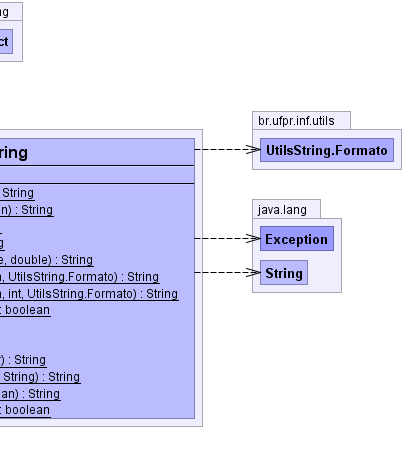 ng
ct
br.ufpr.inf.utils
UtilsString.Formato
ring
String
n) : String
g
e, double) : String
, UtilsString.Formato) : String
, int, UtilsString.Formato) : String
: boolean
java.lang
Exception
String
r) : String
String) : String
an) : String
: boolean